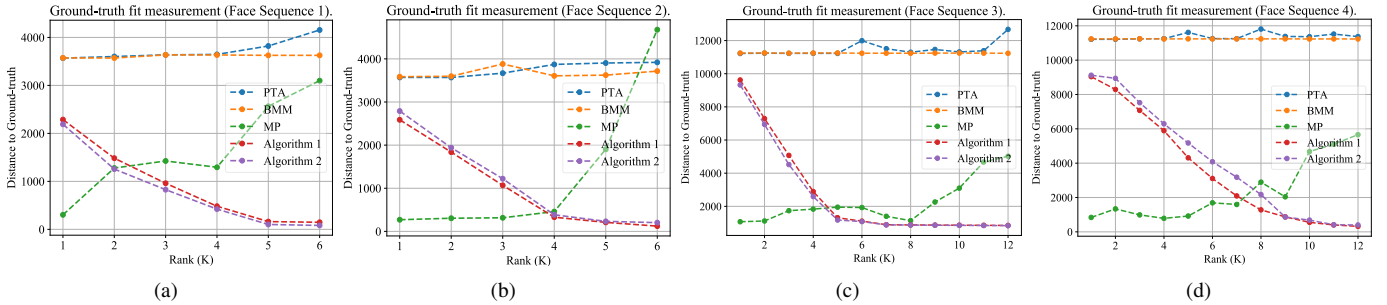 Ground-truth fit measurement (Face Sequence 1).
Distance to Ground-truth
4000
3000
2000
1000
0
PTA
BMM
MP
Algorithm 1
Algorithm 2
1 2 3 4 5 6
Rank (K)
(a)
Ground-truth fit measurement (Face Sequence 2).
Distance to Ground-truth
4000
3000
2000
1000
0
PTA
BMM
MP
Algorithm 1
Algorithm 2
1 2 3 4 5 6
Rank (K)
(b)
Ground-truth fit measurement (Face Sequence 3).
Distance to Ground-truth
12000
10000
8000
6000
4000
2000
PTA
BMM
MP
Algorithm 1
Algorithm 2
2 4 6 8 10 12
Rank (K)
(c)
Ground-truth fit measurement (Face Sequence 4).
Distance to Ground-truth
12000
10000
8000
6000
4000
2000
0
PTA
BMM
MP
Algorithm 1
Algorithm 2
2 4 6 8 10 12
Rank (K)
(d)